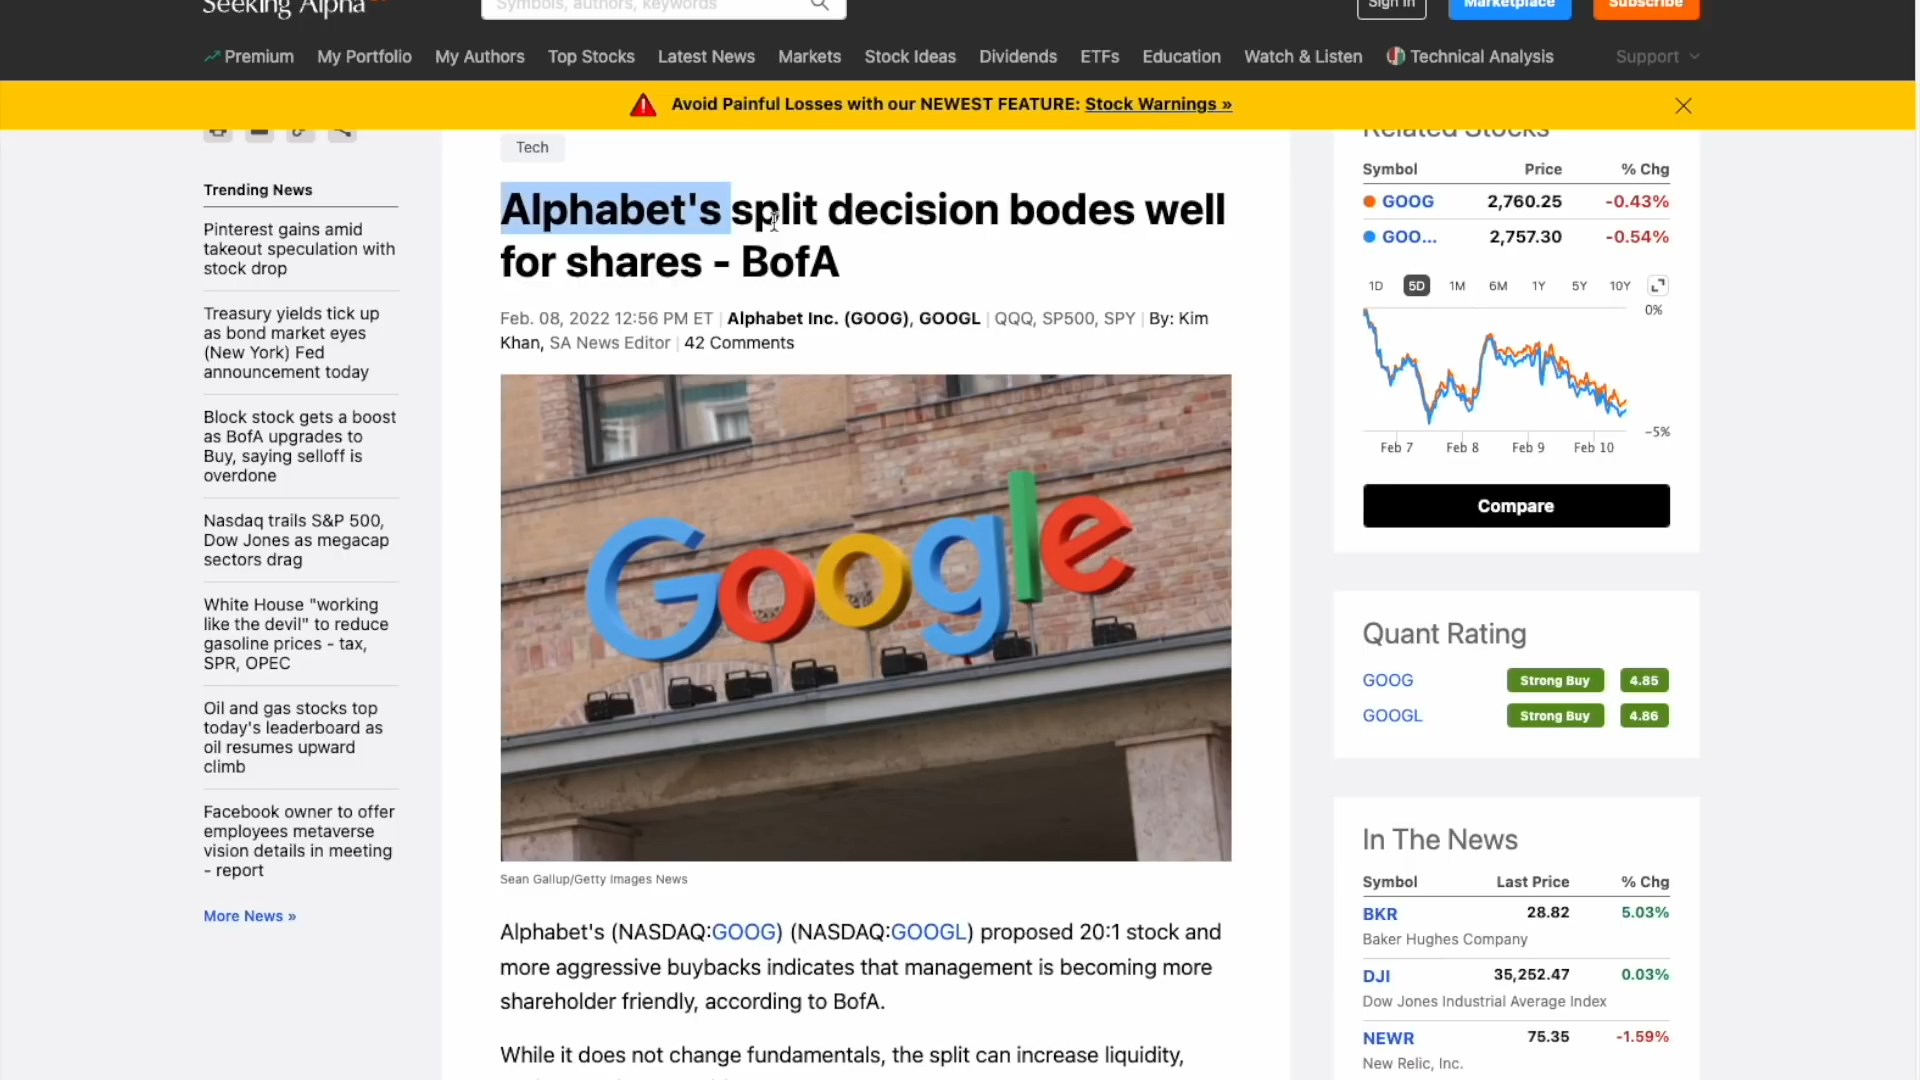 Seeking Alpha
Symbols, authors, keywords
Sign In
Marketplace
Subscribe
Premium My Portfolio My Authors Top Stocks Latest News Markets Stock Ideas Dividends ETFs Education Watch & Listen Technical Analysis Support
Avoid Painful Losses with our NEWEST FEATURE: Stock Warnings »
Trending News
Pinterest gains amid
takeout speculation with
stock drop
Treasury yields tick up
as bond market eyes
(New York) Fed
announcement today
Block stock gets a boost
as BofA upgrades to
Buy, saying selloff is
overdone
Nasdaq trails S&P 500,
Dow Jones as megacap
sectors drag
White House "working
like the devil" to reduce
gasoline prices - tax,
SPR, OPEC
Oil and gas stocks top
today's leaderboard as
oil resumes upward
climb
Facebook owner to offer
employees metaverse
vision details in meeting
- report
More News »
Tech
Alphabet's split decision bodes well
for shares - BofA
Feb. 08, 2022 12:56 PM ET | Alphabet Inc. (GOOG), GOOGL | QQQ, SP500, SPY | By: Kim
Khan, SA News Editor | 42 Comments
Google
Sean Gallup/Getty Images News
Alphabet's (NASDAQ:GOOG) (NASDAQ:GOOGL) proposed 20:1 stock and
more aggressive buybacks indicates that management is becoming more
shareholder friendly, according to BofA.
While it does not change fundamentals, the split can increase liquidity,
Related Stocks
Symbol Price % Chg
GOOG 2,760.25 -0.43%
GOO... 2,757.30 -0.54%
1D 5D 1M 6M 1Y 5Y 10Y
0%
-5%
Feb 7 Feb 8 Feb 9 Feb 10
Compare
Quant Rating
GOOG Strong Buy 4.85
GOOGL Strong Buy 4.86
In The News
Symbol Last Price % Chg
BKR 28.82 5.03%
Baker Hughes Company
DJI 35,252.47 0.03%
Dow Jones Industrial Average Index
NEWR 75.35 -1.59%
New Relic, Inc.